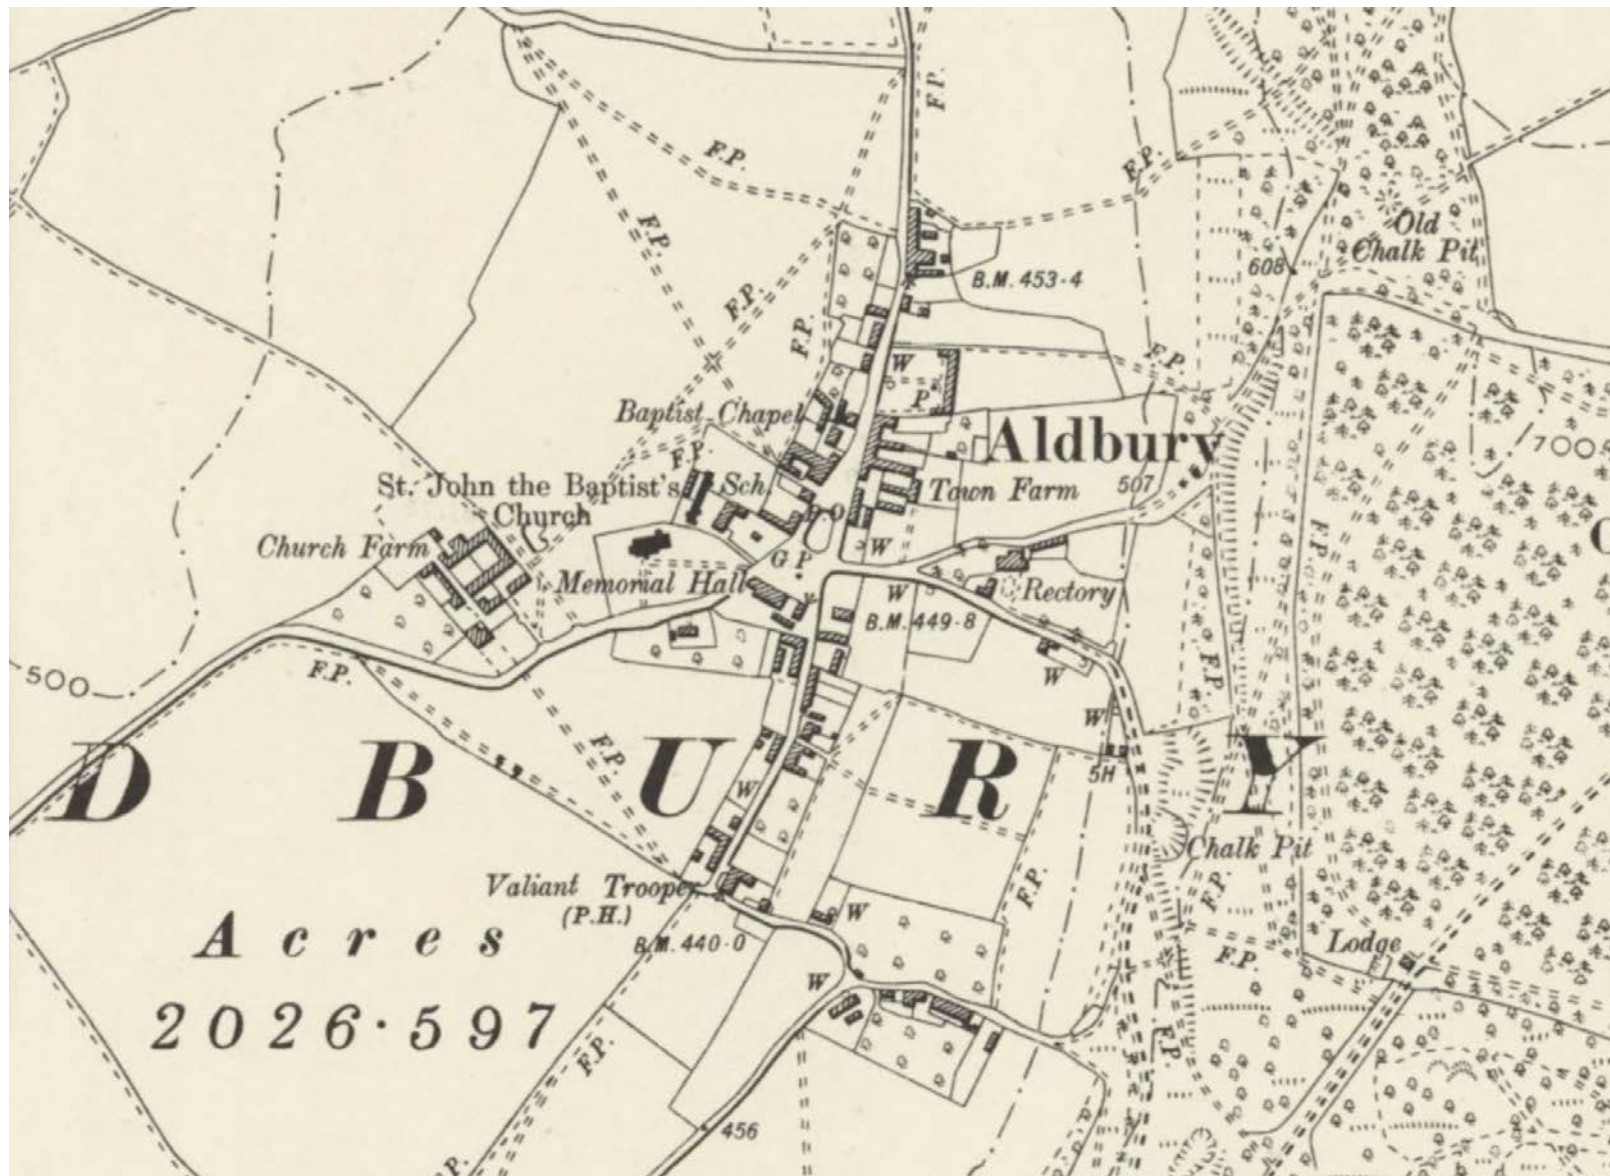 F.P.
F.P.
F.P.
F.P.
Old
Chalk Pit
608
B.M. 453·4
F.P.
F.P.
F.P.
W
P
Baptist Chapel
Aldbury
700
F.P.
St. John the Baptist's
Church
Sch.
Town Farm
507
P.O
Church Farm
W
G P
F.P.
Memorial Hall
W
Rectory
B.M. 449·8
500
F.P.
W
F.P.
W
F.P.
D B U R Y
5H
W
Chalk Pit
Valiant Trooper
(P.H.)
W
F.P.
F.P.
Acres
B.M. 440·0
Lodge
F.P.
W
2026·597
F.P.
F.P.
456
F.P.